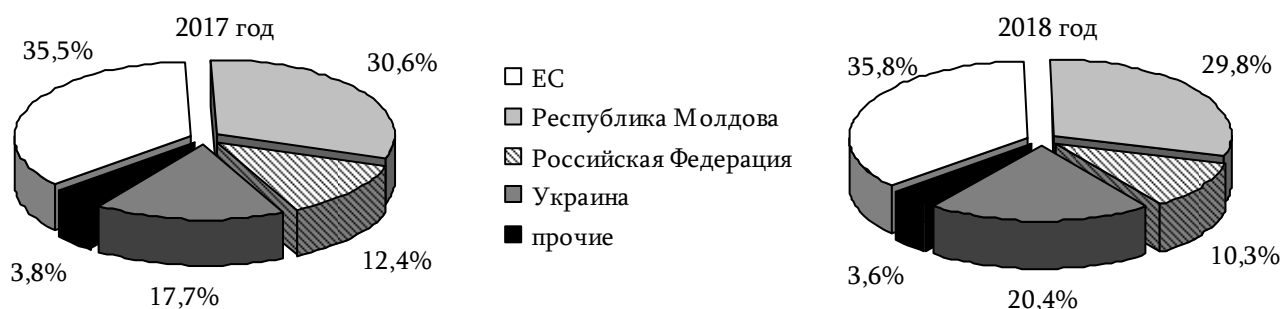 2017 год
35,5%
30,6%
3,8%
17,7%
12,4%
ЕС
Республика Молдова
Российская Федерация
Украина
прочие
2018 год
35,8%
29,8%
3,6%
20,4%
10,3%